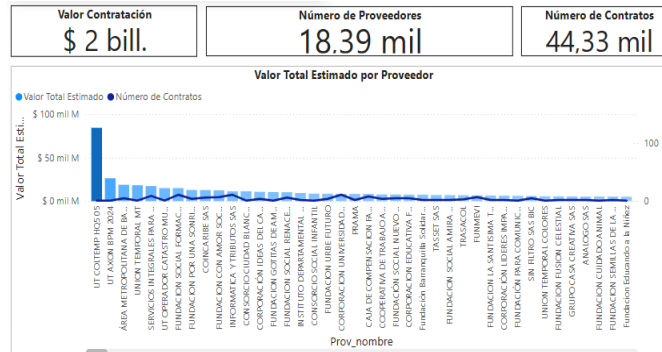 Valor Contratación
$ 2 bill.
Número de Proveedores
18.39 mil
Número de Contratos
44,33 mil
Valor Total Estimado por Proveedor
Valor Total Estimado Número de Contratos
Valor Total Esti...
$ 100 mil M
$ 50 mil M
$ 0 mil M
100
0
UT COLTEMP HQ5 05
UT AXION BPM 2024
ÁREA METROPOLITANA DE BA...
UNION TEMPORAL MT
SERVICIOS INTEGRALES PARA ...
UT OPERADOR CATASTRO MU...
FUNDACION SOCIAL FORMAC...
FUNDACION POR UNA SONRI...
COINCARIBE SAS
FUNDACION CON AMOR SOC...
INFORMATICA Y TRIBUTOS SAS
CONSORCIO CIUDAD BLANC...
CORPORACIÓN IDEAS DEL CA...
FUNDACION GOTITAS DE AM...
FUNDACION SOCIAL RENACE...
INSTITUTO DEPARTAMENTAL ...
CONSORCIO SOCIAL INFANTIL
FUNDACION URIBE FUTURO
CORPORACION UNIVERSIDAD...
PRAMA
CAJA DE COMPENSACION FA...
COOPERATIVA DE TRABAJO A...
FUNDACIÓN SOCIAL NUEVO ...
CORPORACION EDUCATIVA F...
Fundación Barranquilla Solidar...
TASSET SAS
FUNDACION SOCIAL AMIRA ...
TRASACOL
FUNMEVI
FUNDACION LA SANTISIMA T...
CORPORACION LIDERES IMPA...
FUNDACIÓN PARA COMUNIC...
SIN FILTRO SAS BIC
UNION TEMPORAL COLORES
FUNDACION FUSION CELESTIAL
GRUPO CASA CREATIVA SAS
ANALOGO SAS
FUNDACION CUIDADO ANIMAL
FUNDACION SEMILLAS DE LA ...
Fundacion Educando a la Niñez
Prov_nombre